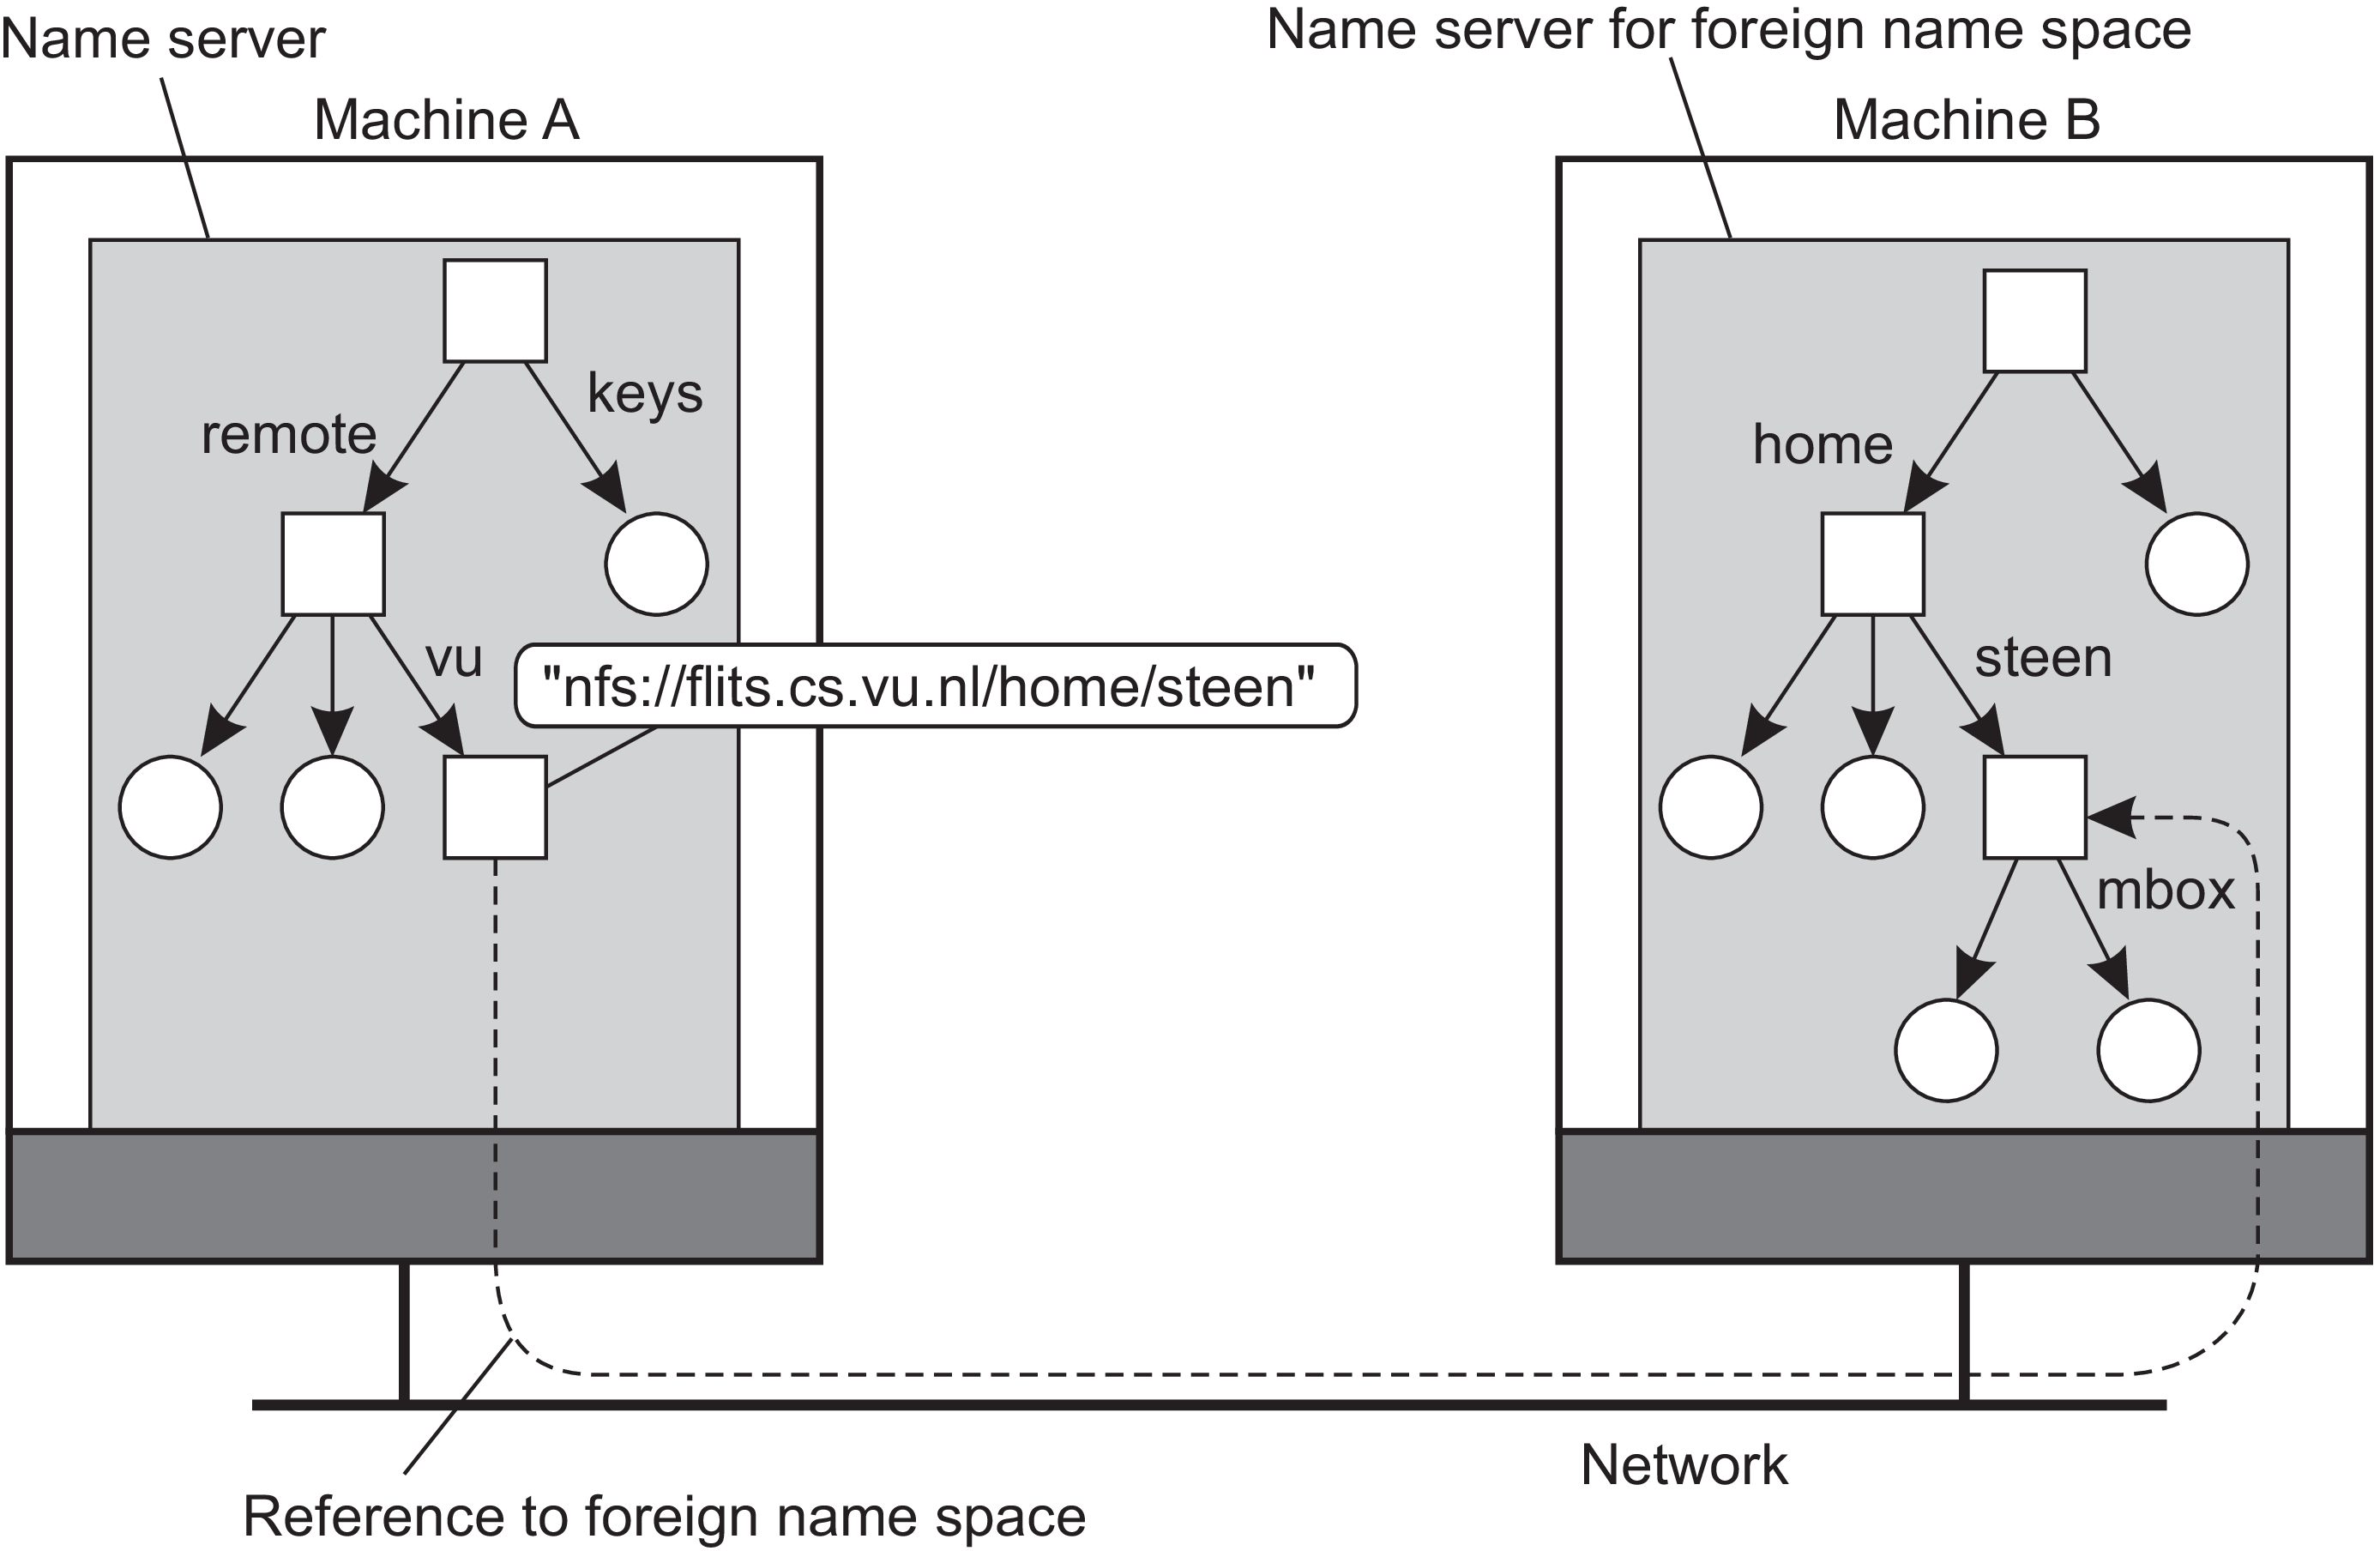 Name server
Name server for foreign name space
Machine A
Machine B
keys
remote
home
vu
"nfs://flits.cs.vu.nl/home/steen"
steen
mbox
Network
Reference to foreign name space